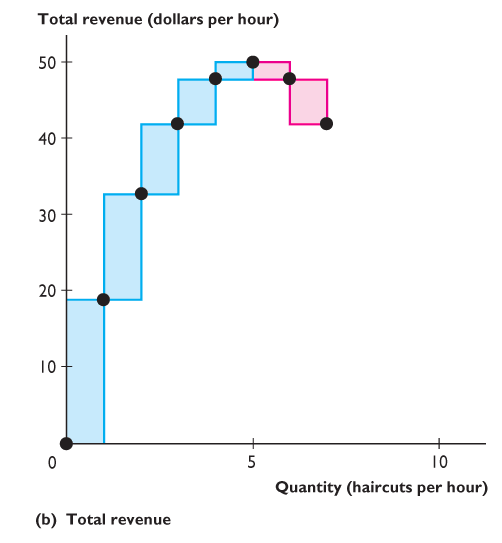 Total revenue (dollars per hour)
50
40
30
20
10
0
5
10
Quantity (haircuts per hour)
(b) Total revenue